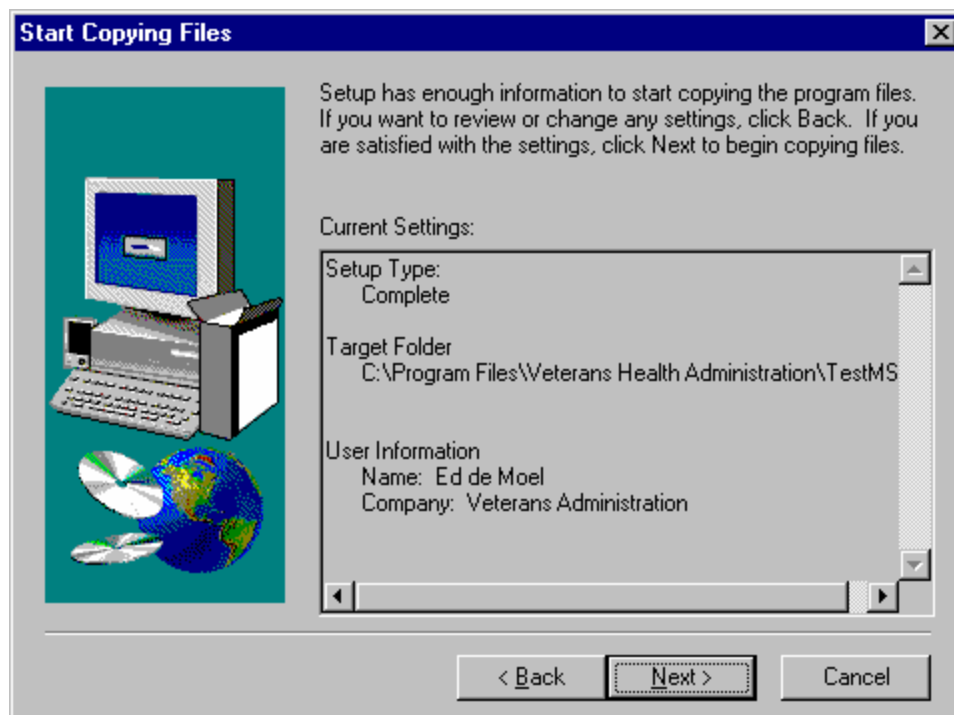 Start Copying Files
Setup has enough information to start copying the program files.
If you want to review or change any settings, click Back. If you
are satisfied with the settings, click Next to begin copying files.
Current Settings:
Setup Type:
Complete
Target Folder
C:\Program Files\Veterans Health Administration\TestMS
User Information
Name: Ed de Moel
Company: Veterans Administration
< Back
Next >
Cancel